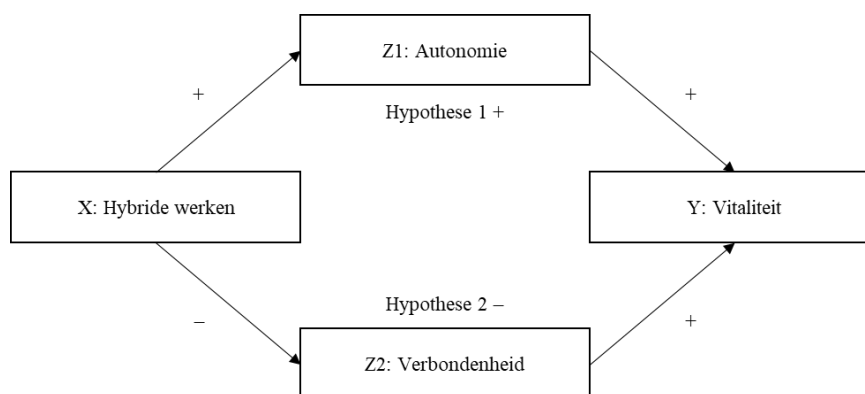 Z1: Autonomie
+
Hypothese 1 +
+
X: Hybride werken
Y: Vitaliteit
Hypothese 2 –
–
+
Z2: Verbondenheid